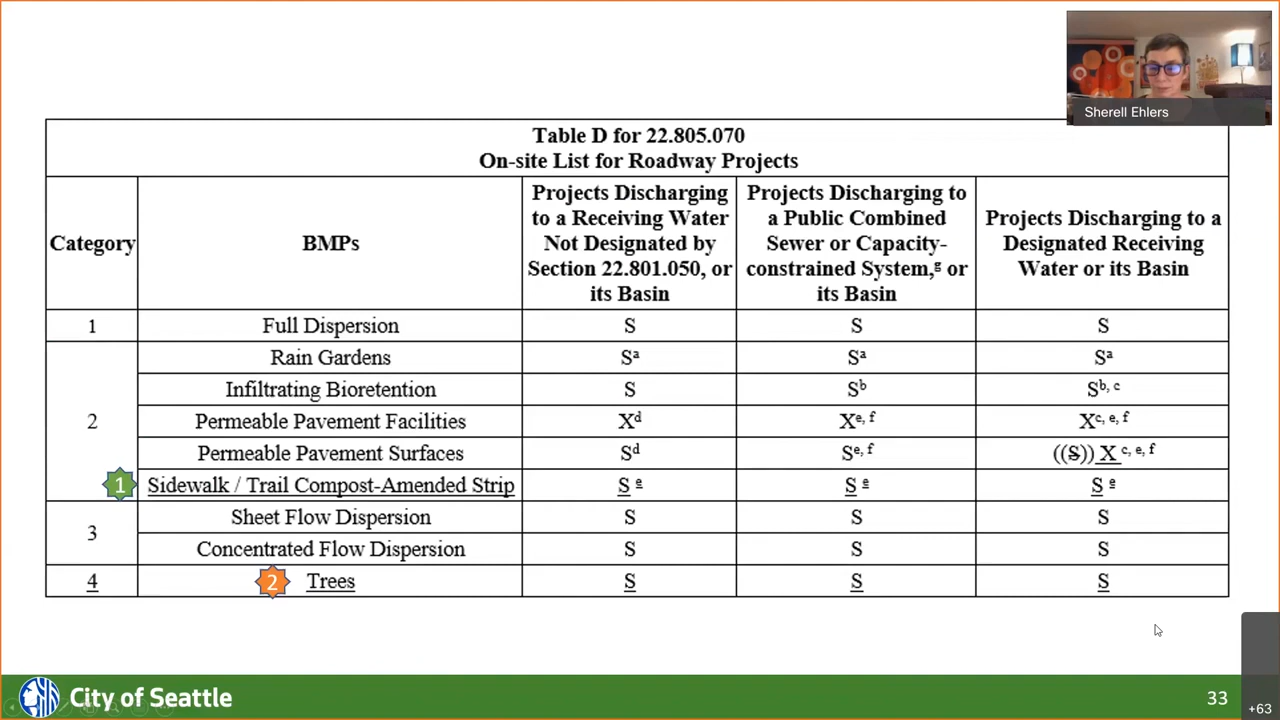 Sherell Ehlers
Table D for 22.805.070
On-site List for Roadway Projects
Category
BMPs
Projects Discharging
to a Receiving Water
Not Designated by
Section 22.801.050, or
its Basin
Projects Discharging to
a Public Combined
Sewer or Capacity-
constrained System,ᵍ or
its Basin
Projects Discharging to a
Designated Receiving
Water or its Basin
1 Full Dispersion S S S
2
Rain Gardens Sᵃ Sᵃ Sᵃ
Infiltrating Bioretention S Sᵇ Sᵇ, ᶜ
Permeable Pavement Facilities Xᵈ Xᵉ, ᶠ Xᶜ, ᵉ, ᶠ
Permeable Pavement Surfaces Sᵈ Sᵉ, ᶠ ((S)) X ᶜ, ᵉ, ᶠ
1 Sidewalk / Trail Compost-Amended Strip S ᵉ S ᵉ S ᵉ
3
Sheet Flow Dispersion S S S
Concentrated Flow Dispersion S S S
4 2 Trees S S S
City of Seattle
33
+63